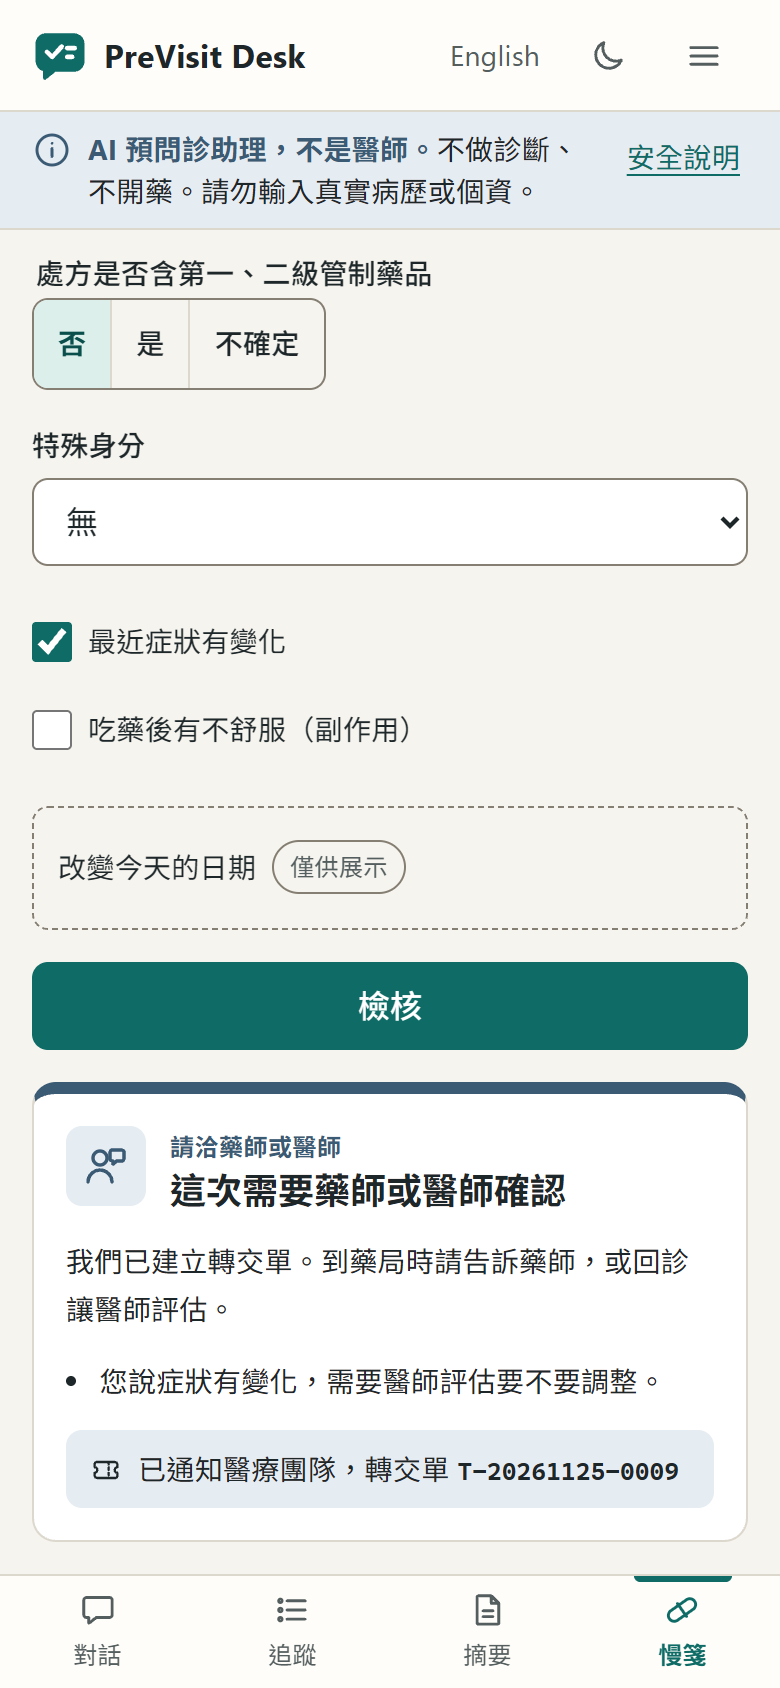 PreVisit Desk
English
AI 預問診助理，不是醫師。不做診斷、
不開藥。請勿輸入真實病歷或個資。
安全說明
處方是否含第一、二級管制藥品
否
是
不確定
特殊身分
無
最近症狀有變化
吃藥後有不舒服（副作用）
改變今天的日期
僅供展示
檢核
請洽藥師或醫師
這次需要藥師或醫師確認
我們已建立轉交單。到藥局時請告訴藥師，或回診
讓醫師評估。
• 您說症狀有變化，需要醫師評估要不要調整。
已通知醫療團隊，轉交單 T-20261125-0009
對話
追蹤
摘要
慢箋